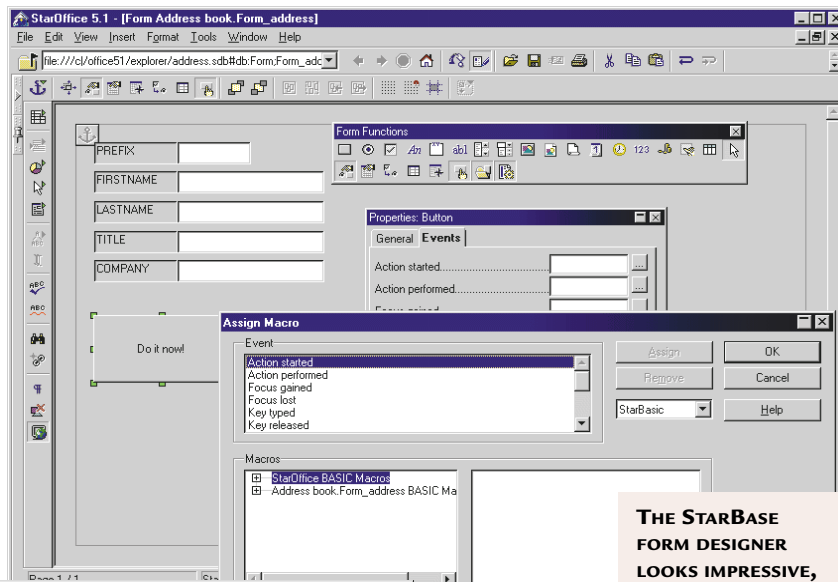 StarOffice 5.1 - [Form Address book.Form_address]
File Edit View Insert Format Tools Window Help
file:///c|/office51/explorer/address.sdb#db:Form;Form_adc
Form Functions
PREFIX
FIRSTNAME
LASTNAME
TITLE
COMPANY
Do it now!
Properties: Button
General Events
Action started
Action performed
Assign Macro
Event
Action started
Action performed
Focus gained
Focus lost
Key typed
Key released
Assign
OK
Remove
Cancel
StarBasic
Help
Macros
StarOffice BASIC Macros
Address book.Form_address BASIC Ma
THE STARBASE
FORM DESIGNER
LOOKS IMPRESSIVE,